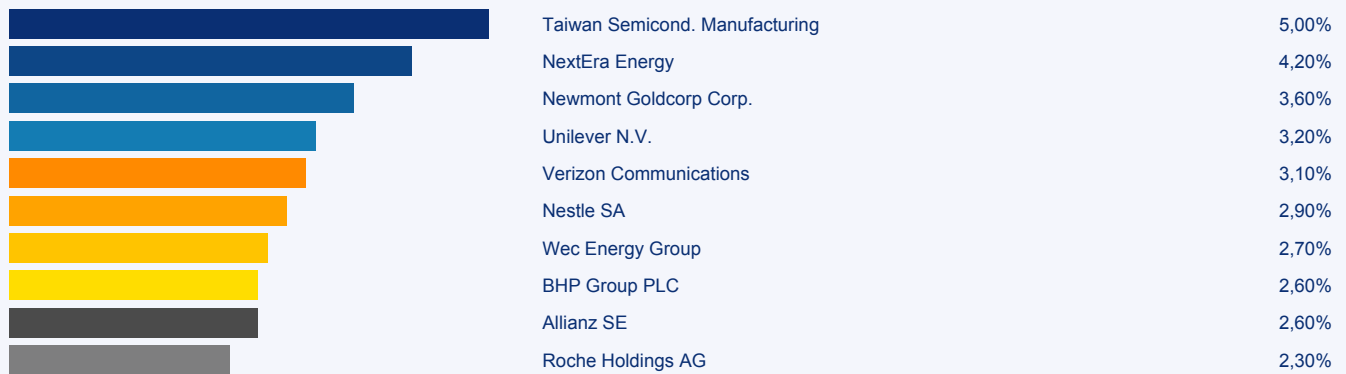 Taiwan Semicond. Manufacturing 5,00%
NextEra Energy 4,20%
Newmont Goldcorp Corp. 3,60%
Unilever N.V. 3,20%
Verizon Communications 3,10%
Nestle SA 2,90%
Wec Energy Group 2,70%
BHP Group PLC 2,60%
Allianz SE 2,60%
Roche Holdings AG 2,30%